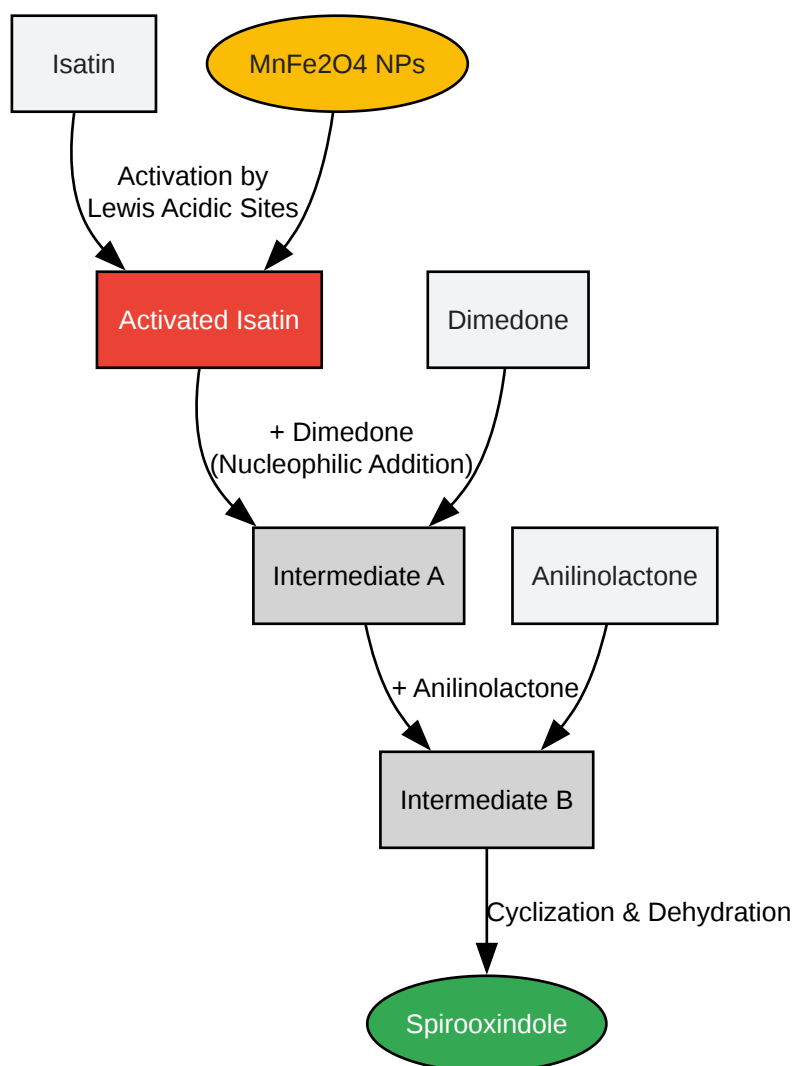 Isatin
MnFe2O4 NPs
Activation by
Lewis Acidic Sites
Activated Isatin
Dimedone
+ Dimedone
(Nucleophilic Addition)
Intermediate A
Anilinolactone
+ Anilinolactone
Intermediate B
Cyclization & Dehydration
Spirooxindole